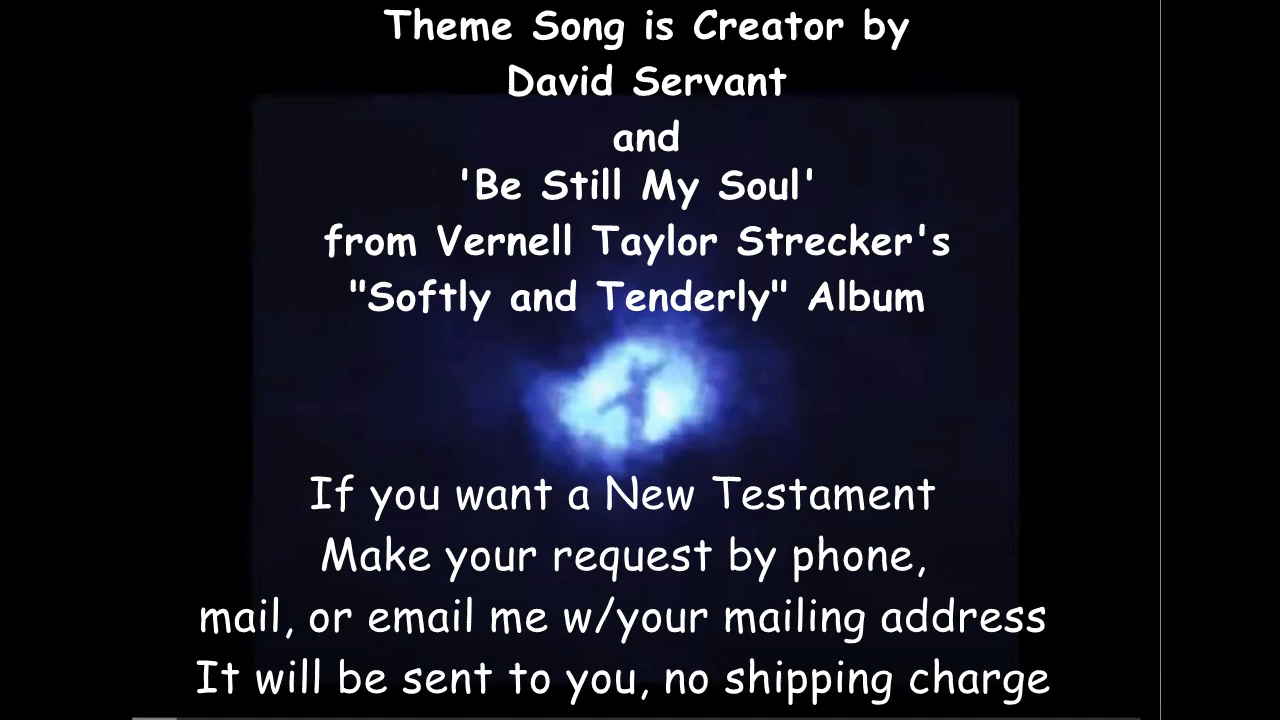 Theme Song is Creator by
David Servant
and
'Be Still My Soul'
from Vernell Taylor Strecker's
"Softly and Tenderly" Album
If you want a New Testament
Make your request by phone,
mail, or email me w/your mailing address
It will be sent to you, no shipping charge